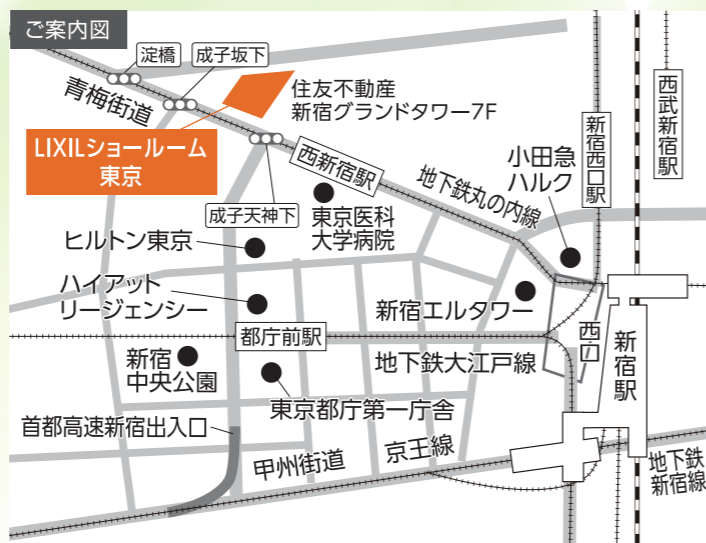 ご案内図
淀橋
成子坂下
青梅街道
住友不動産
新宿グランドタワー7F
LIXILショールーム
東京
西新宿駅
成子天神下
東京医科
大学病院
地下鉄丸の内線
小田急
ハルク
新宿西口駅
西武新宿駅
ヒルトン東京
ハイアット
リージェンシー
新宿エルタワー
都庁前駅
西口
新宿駅
新宿
中央公園
地下鉄大江戸線
東京都庁第一庁舎
首都高速新宿出入口
甲州街道
京王線
地下鉄
新宿線